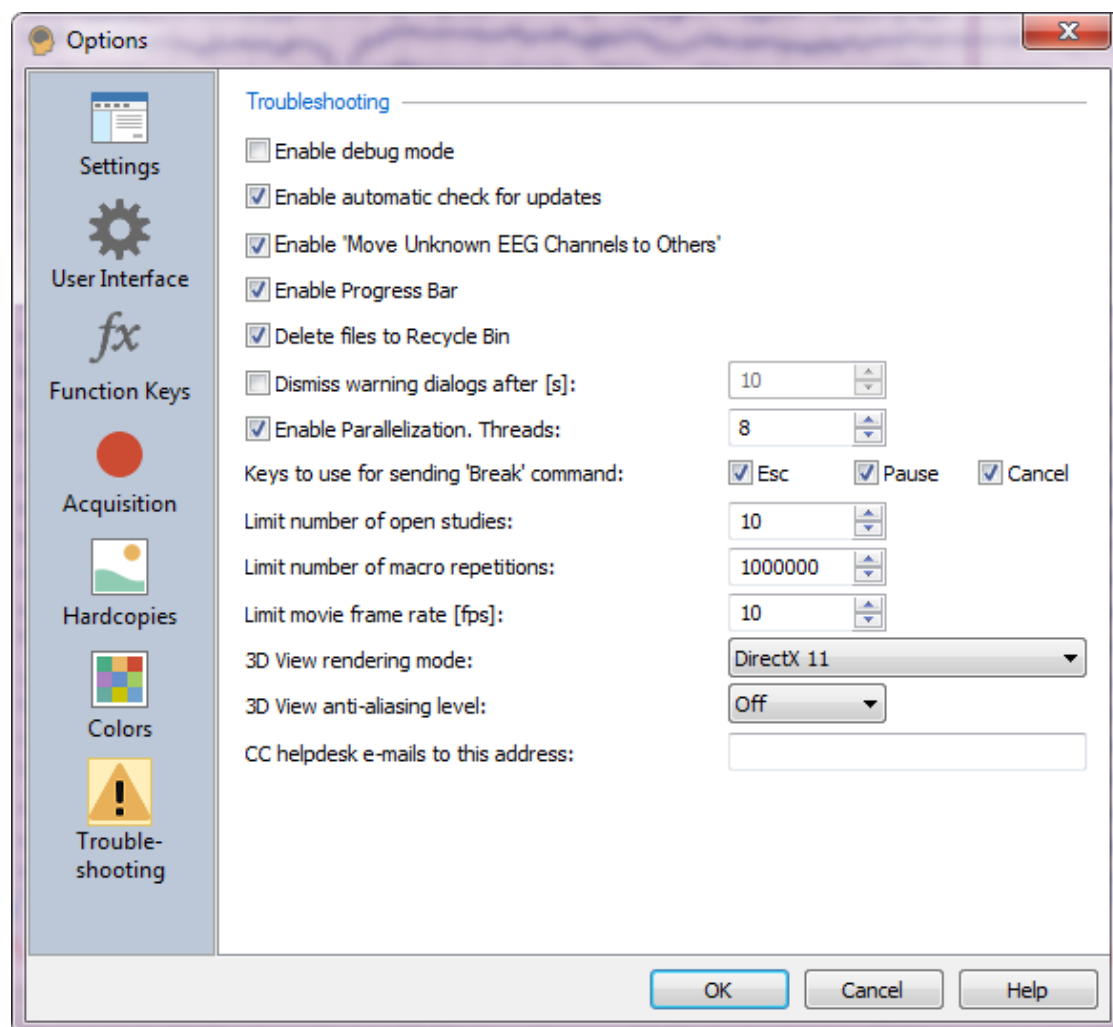 Options
x
Settings
User Interface
fx
Function Keys
Acquisition
Hardcopies
Colors
Trouble-
shooting
Troubleshooting
Enable debug mode
Enable automatic check for updates
Enable 'Move Unknown EEG Channels to Others'
Enable Progress Bar
Delete files to Recycle Bin
Dismiss warning dialogs after [s]: 10
Enable Parallelization. Threads: 8
Keys to use for sending 'Break' command: Esc Pause Cancel
Limit number of open studies: 10
Limit number of macro repetitions: 1000000
Limit movie frame rate [fps]: 10
3D View rendering mode: DirectX 11
3D View anti-aliasing level: Off
CC helpdesk e-mails to this address:
OK Cancel Help